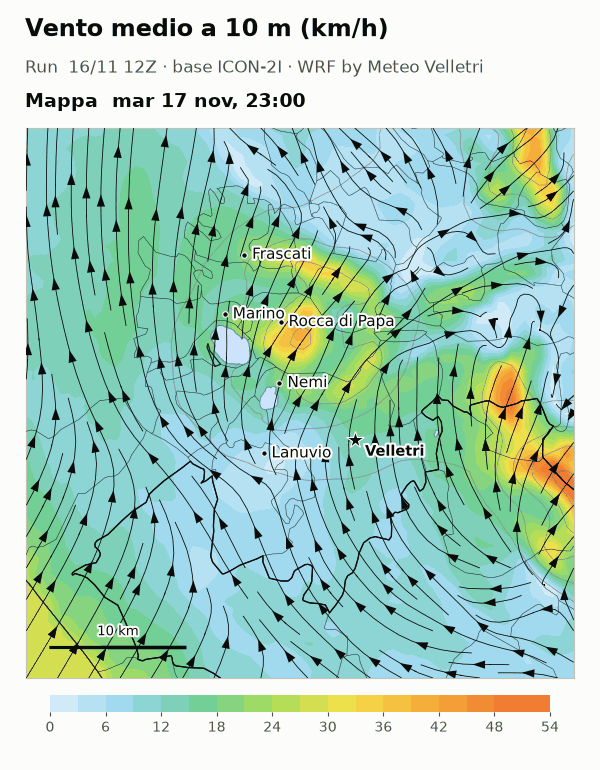 Vento medio a 10 m (km/h)
Run  16/11 12Z · base ICON-2I · WRF by Meteo Velletri
Mappa  mar 17 nov, 23:00
Frascati
Marino
Rocca di Papa
Nemi
Lanuvio
Velletri
10 km
0 6 12 18 24 30 36 42 48 54